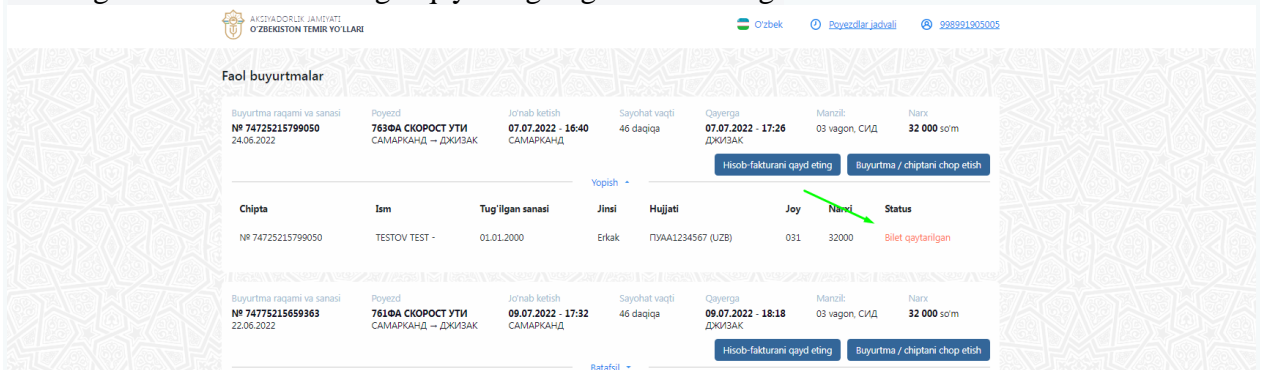 AKSIYADORLIK JAMIYATI
O'ZBEKISTON TEMIR YO'LLARI
O'zbek
Poyezdlar jadvali
998991905005
Faol buyurtmalar
Buyurtma raqami va sanasi Poyezd Jo'nab ketish Sayohat vaqti Qayerga Manzil: Narx
№ 74725215799050 763ФА СКОРОСТ УТИ 07.07.2022 - 16:40 46 daqiqa 07.07.2022 - 17:26 03 vagon, СИД 32 000 so'm
24.06.2022 САМАРКАНД → ДЖИЗАК САМАРКАНД ДЖИЗАК
Hisob-fakturani qayd eting Buyurtma / chiptani chop etish
Yopish
Chipta Ism Tug'ilgan sanasi Jinsi Hujjati Joy Narxi Status
№ 74725215799050 TESTOV TEST - 01.01.2000 Erkak ПУAA1234567 (UZB) 031 32000 Bilet qaytarilgan
Buyurtma raqami va sanasi Poyezd Jo'nab ketish Sayohat vaqti Qayerga Manzil: Narx
№ 74775215659363 761ФА СКОРОСТ УТИ 09.07.2022 - 17:32 46 daqiqa 09.07.2022 - 18:18 03 vagon, СИД 32 000 so'm
22.06.2022 САМАРКАНД → ДЖИЗАК САМАРКАНД ДЖИЗАК
Hisob-fakturani qayd eting Buyurtma / chiptani chop etish
Batafsil